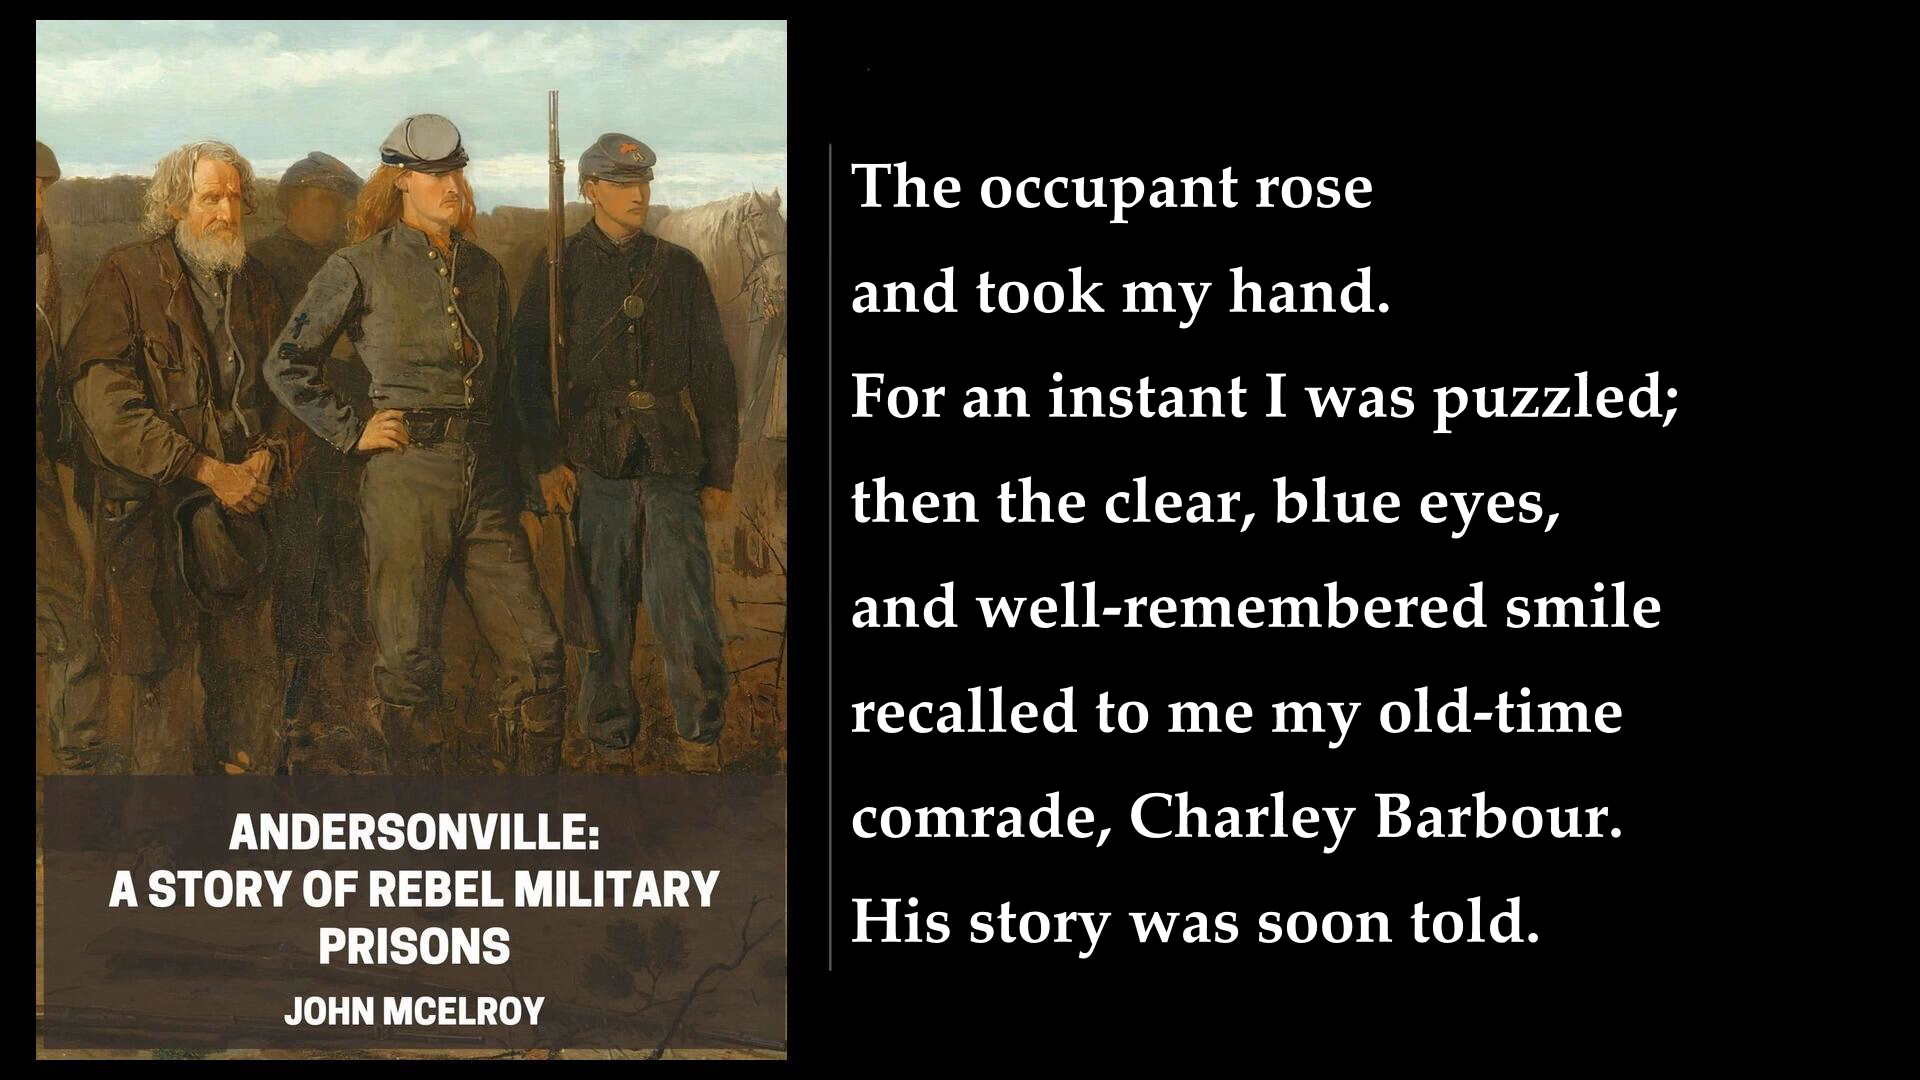 ANDERSONVILLE:
A STORY OF REBEL MILITARY
PRISONS
JOHN MCELROY
The occupant rose
and took my hand.
For an instant I was puzzled;
then the clear, blue eyes,
and well-remembered smile
recalled to me my old-time
comrade, Charley Barbour.
His story was soon told.